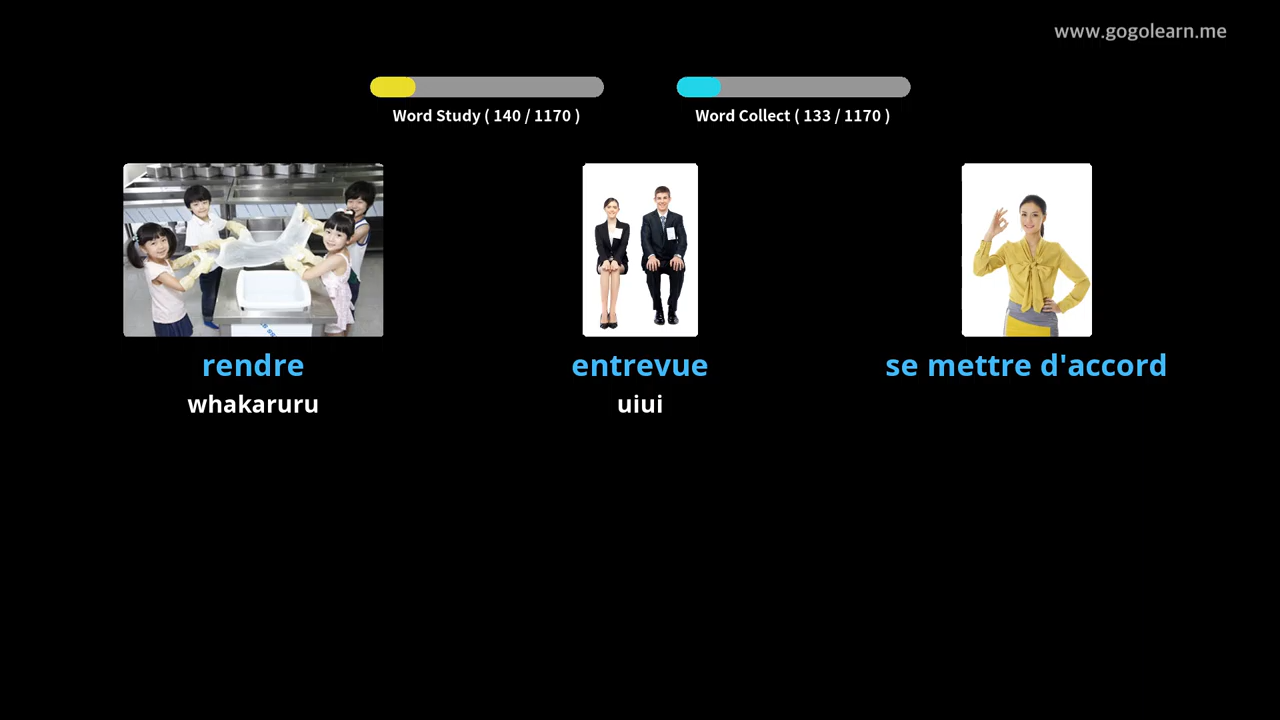 www.gogolearn.me
Word Study ( 140 / 1170 )
Word Collect ( 133 / 1170 )
rendre
whakaruru
entrevue
uiui
se mettre d'accord